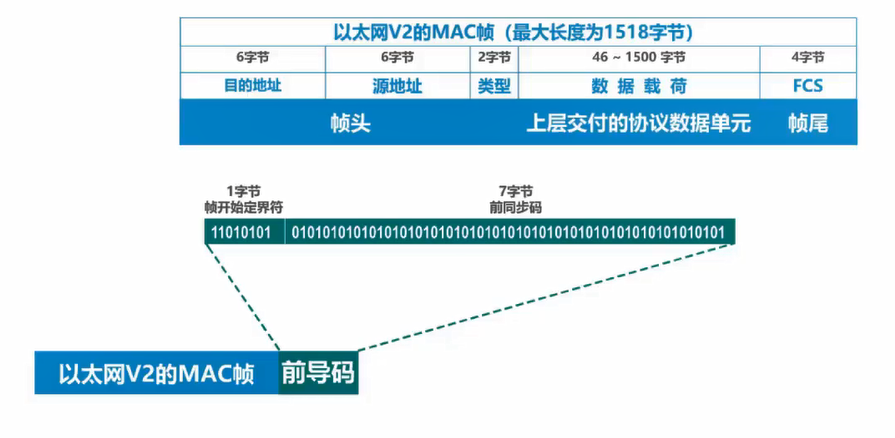 以太网V2的MAC帧（最大长度为1518字节）
6字节 6字节 2字节 46 ~ 1500 字节 4字节
目的地址 源地址 类型 数 据 载 荷 FCS
帧头 上层交付的协议数据单元 帧尾
1字节 7字节
帧开始定界符 前同步码
11010101 01010101010101010101010101010101010101010101010101010101
以太网V2的MAC帧 前导码